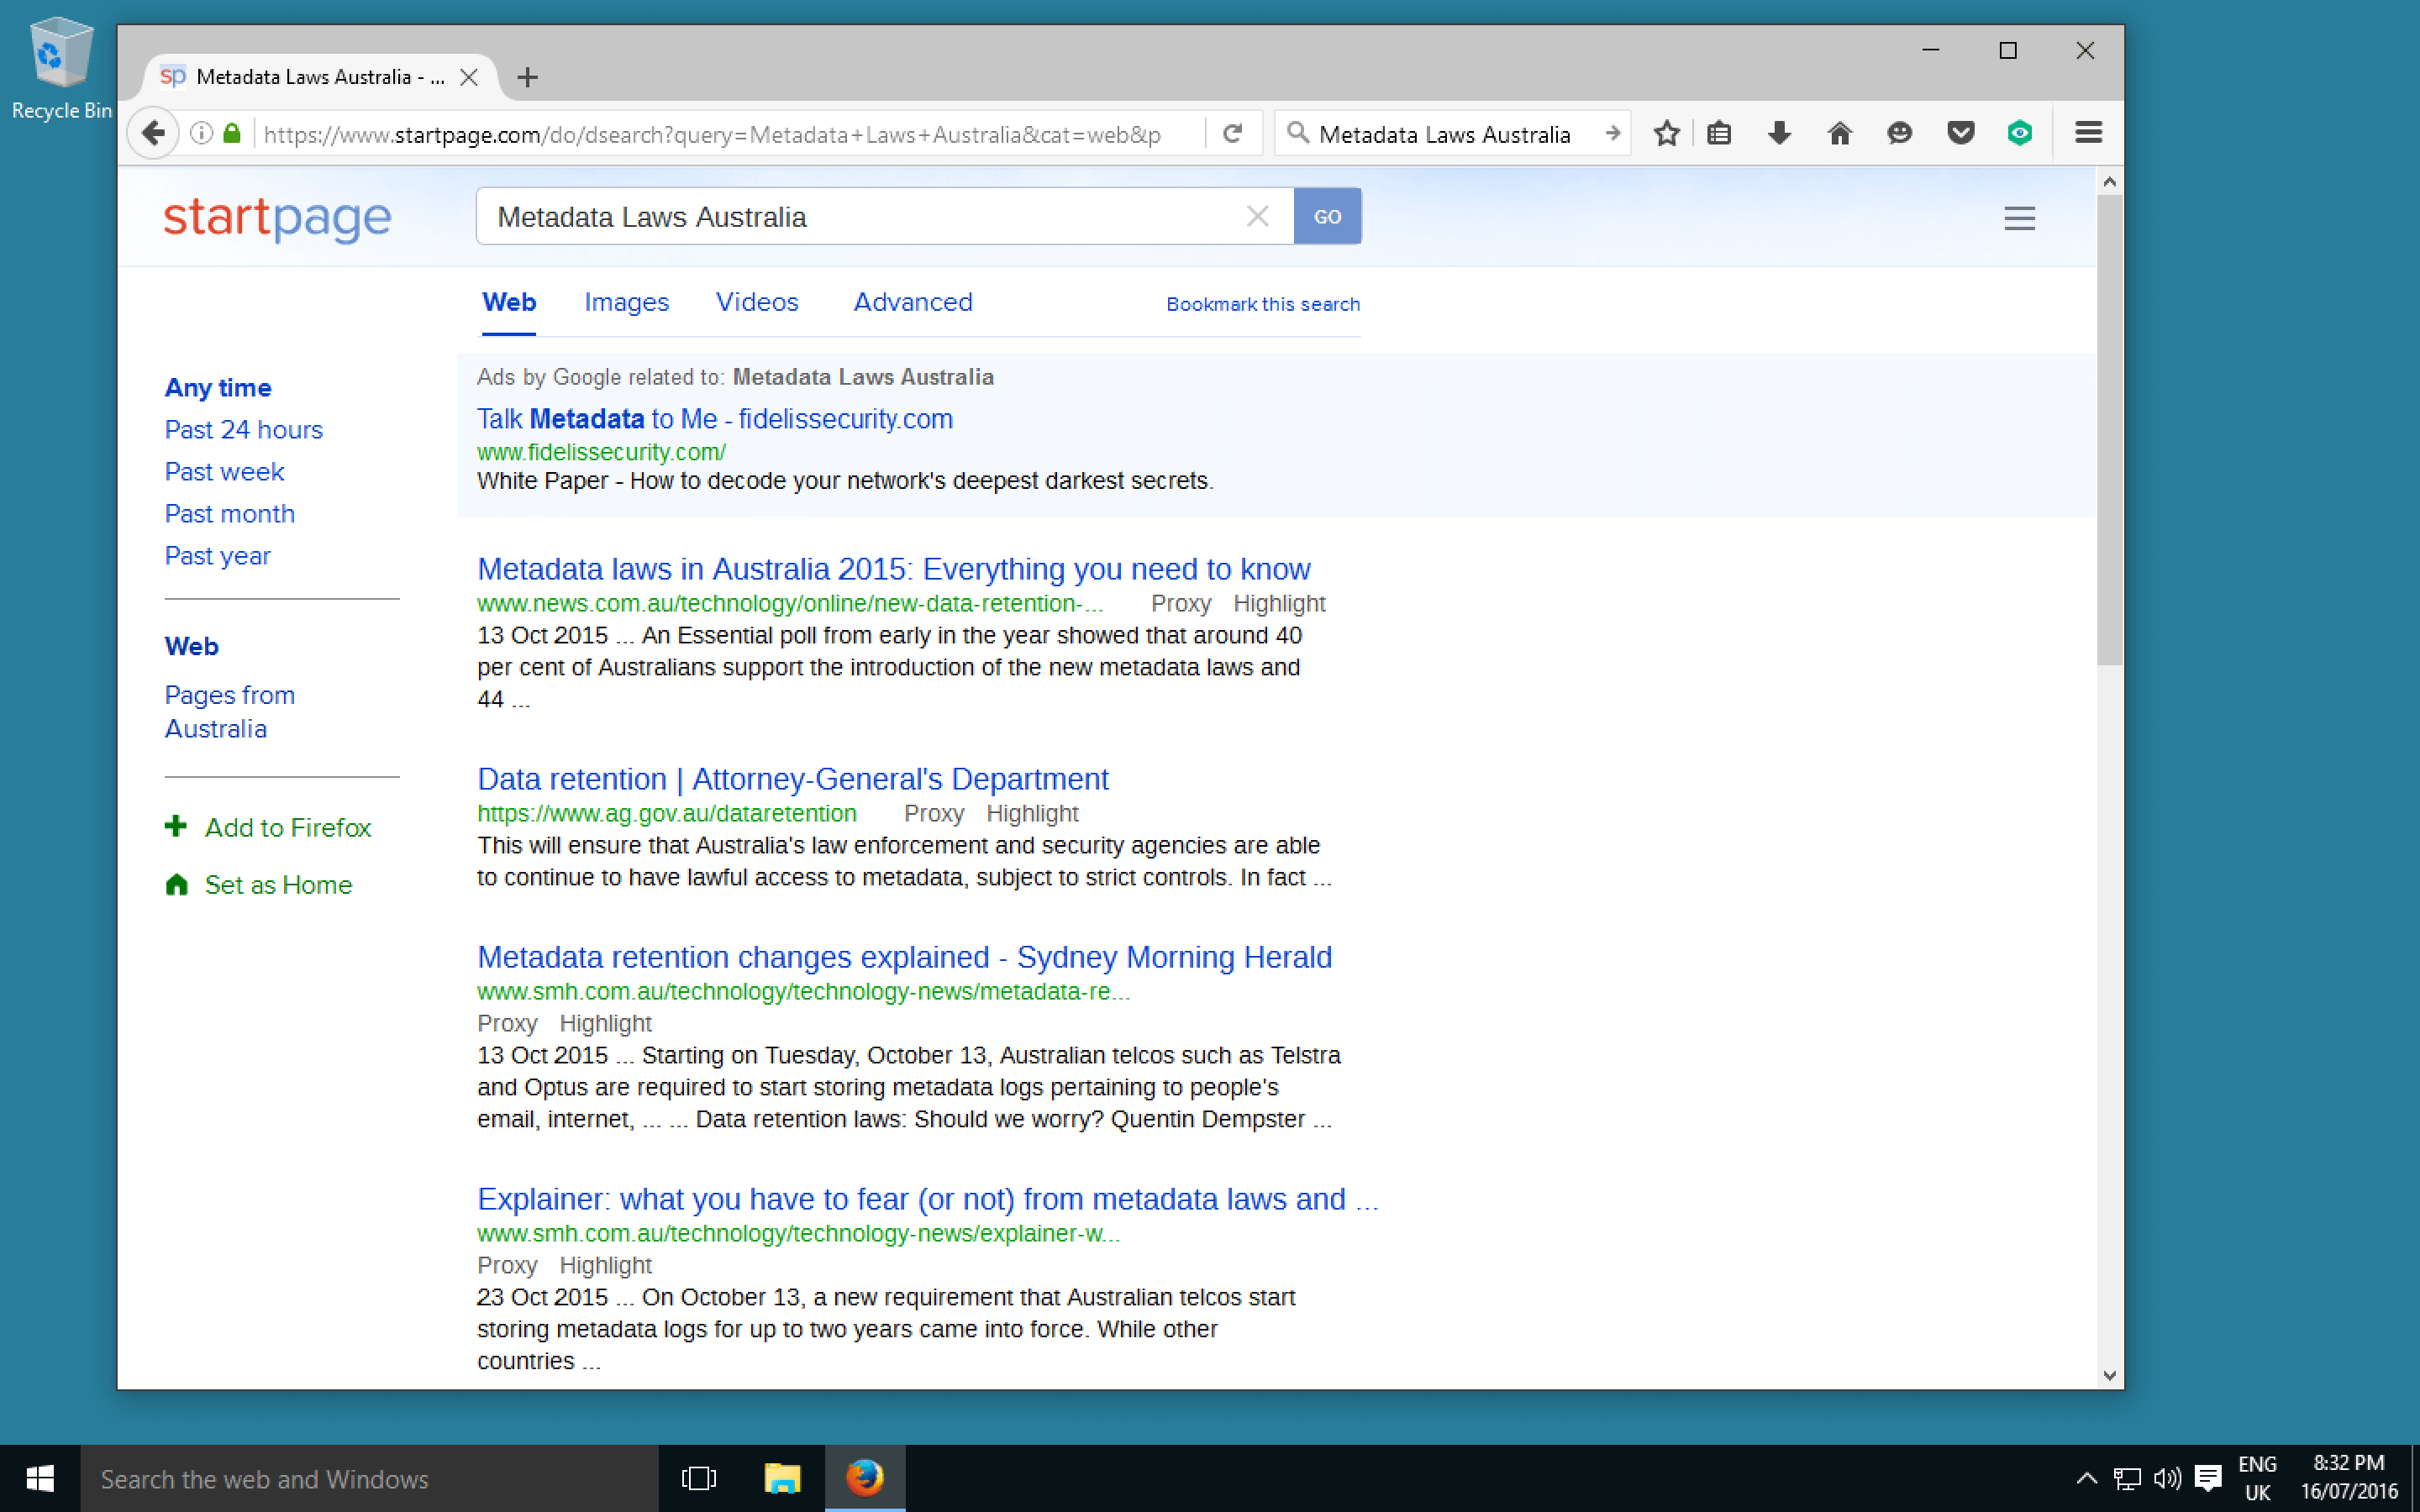 Recycle Bin
sp Metadata Laws Australia - ...
https://www.startpage.com/do/dsearch?query=Metadata+Laws+Australia&cat=web&p
Metadata Laws Australia
startpage
Metadata Laws Australia
GO
Web Images Videos Advanced Bookmark this search
Any time
Past 24 hours
Past week
Past month
Past year
Web
Pages from
Australia
Add to Firefox
Set as Home
Ads by Google related to: Metadata Laws Australia
Talk Metadata to Me - fidelissecurity.com
www.fidelissecurity.com/
White Paper - How to decode your network's deepest darkest secrets.
Metadata laws in Australia 2015: Everything you need to know
www.news.com.au/technology/online/new-data-retention-... Proxy Highlight
13 Oct 2015 ... An Essential poll from early in the year showed that around 40
per cent of Australians support the introduction of the new metadata laws and
44 ...
Data retention | Attorney-General's Department
https://www.ag.gov.au/dataretention Proxy Highlight
This will ensure that Australia's law enforcement and security agencies are able
to continue to have lawful access to metadata, subject to strict controls. In fact ...
Metadata retention changes explained - Sydney Morning Herald
www.smh.com.au/technology/technology-news/metadata-re...
Proxy Highlight
13 Oct 2015 ... Starting on Tuesday, October 13, Australian telcos such as Telstra
and Optus are required to start storing metadata logs pertaining to people's
email, internet, ... ... Data retention laws: Should we worry? Quentin Dempster ...
Explainer: what you have to fear (or not) from metadata laws and ...
www.smh.com.au/technology/technology-news/explainer-w...
Proxy Highlight
23 Oct 2015 ... On October 13, a new requirement that Australian telcos start
storing metadata logs for up to two years came into force. While other
countries ...
Search the web and Windows
ENG
UK
8:32 PM
16/07/2016